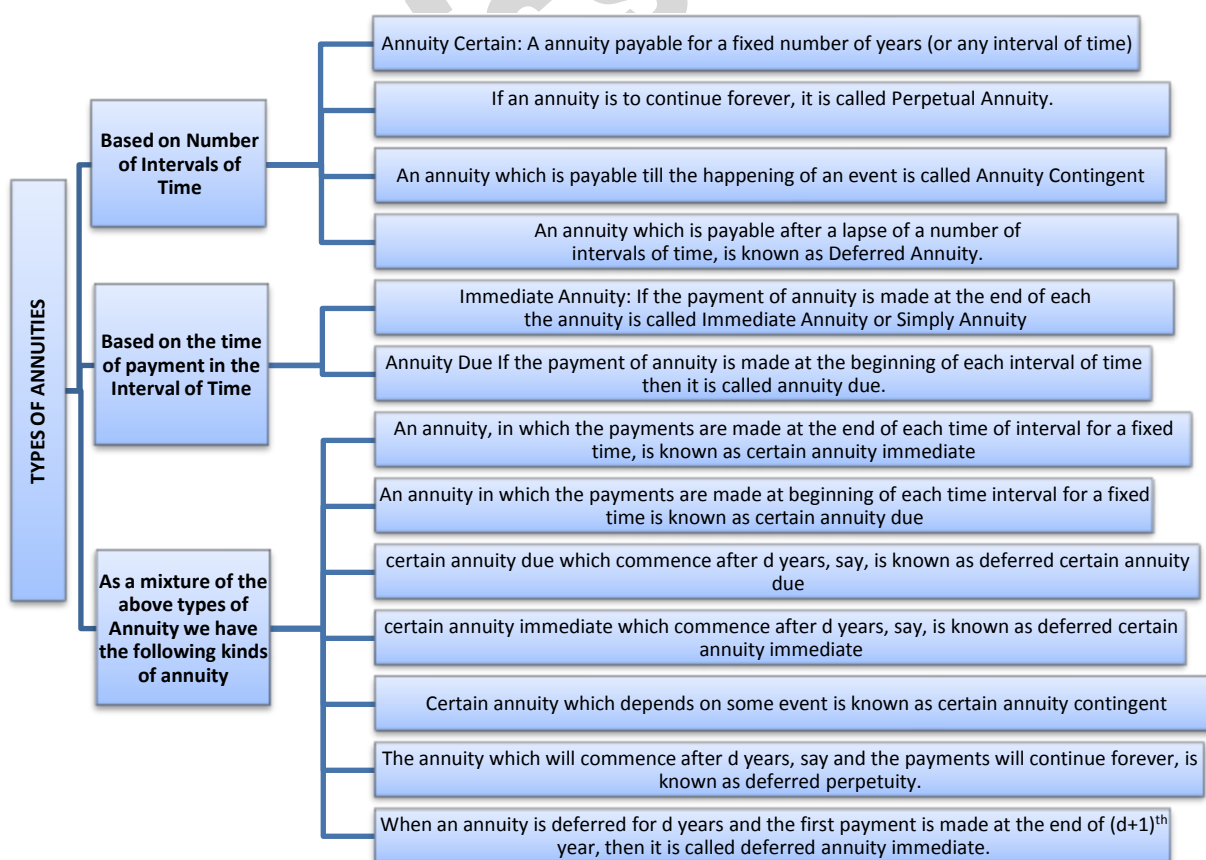 TYPES OF ANNUITIES
Based on Number
of Intervals of
Time
Annuity Certain: A annuity payable for a fixed number of years (or any interval of time)
If an annuity is to continue forever, it is called Perpetual Annuity.
An annuity which is payable till the happening of an event is called Annuity Contingent
An annuity which is payable after a lapse of a number of
intervals of time, is known as Deferred Annuity.
Based on the time
of payment in the
Interval of Time
Immediate Annuity: If the payment of annuity is made at the end of each
the annuity is called Immediate Annuity or Simply Annuity
Annuity Due If the payment of annuity is made at the beginning of each interval of time
then it is called annuity due.
As a mixture of the
above types of
Annuity we have
the following kinds
of annuity
An annuity, in which the payments are made at the end of each time of interval for a fixed
time, is known as certain annuity immediate
An annuity in which the payments are made at beginning of each time interval for a fixed
time is known as certain annuity due
certain annuity due which commence after d years, say, is known as deferred certain annuity
due
certain annuity immediate which commence after d years, say, is known as deferred certain
annuity immediate
Certain annuity which depends on some event is known as certain annuity contingent
The annuity which will commence after d years, say and the payments will continue forever, is
known as deferred perpetuity.
When an annuity is deferred for d years and the first payment is made at the end of (d+1)th
year, then it is called deferred annuity immediate.